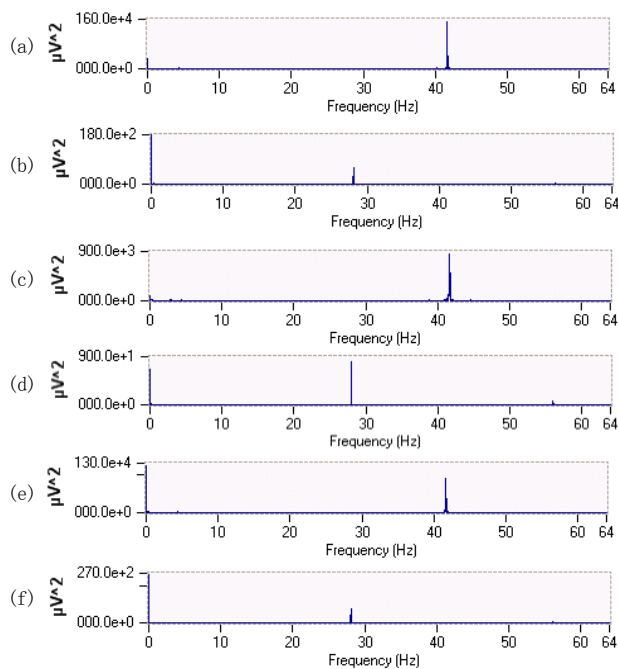 (a) μV^2 160.0e+4
000.0e+0
0 10 20 30 40 50 60 64
Frequency (Hz)
(b) μV^2 180.0e+2
000.0e+0
0 10 20 30 40 50 60 64
Frequency (Hz)
(c) μV^2 900.0e+3
000.0e+0
0 10 20 30 40 50 60 64
Frequency (Hz)
(d) μV^2 900.0e+1
000.0e+0
0 10 20 30 40 50 60 64
Frequency (Hz)
(e) μV^2 130.0e+4
000.0e+0
0 10 20 30 40 50 60 64
Frequency (Hz)
(f) μV^2 270.0e+2
000.0e+0
0 10 20 30 40 50 60 64
Frequency (Hz)